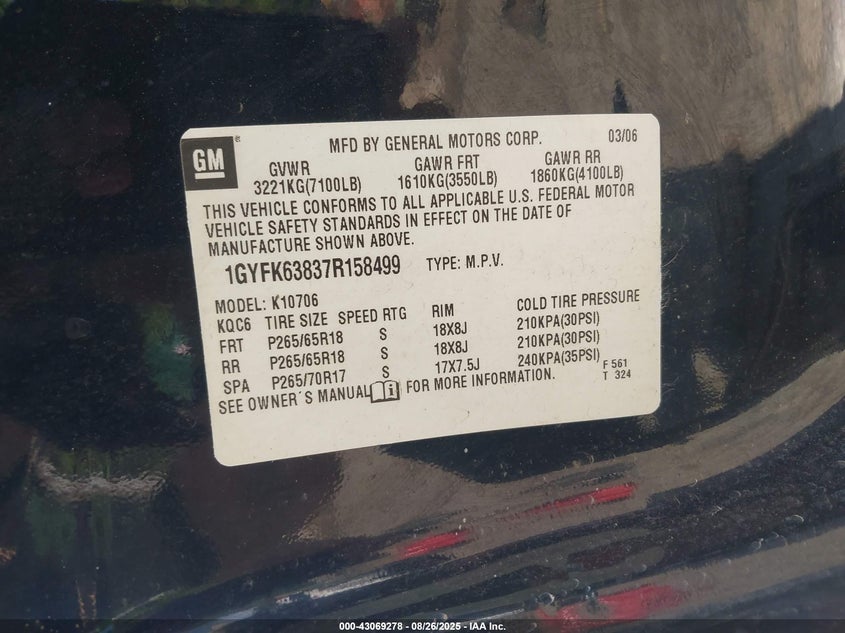 GM
MFD BY GENERAL MOTORS CORP. 03/06
GVWR GAWR FRT GAWR RR
3221KG(7100LB) 1610KG(3550LB) 1860KG(4100LB)
THIS VEHICLE CONFORMS TO ALL APPLICABLE U.S. FEDERAL MOTOR
VEHICLE SAFETY STANDARDS IN EFFECT ON THE DATE OF
MANUFACTURE SHOWN ABOVE.
1GYFK63837R158499 TYPE: M.P.V.
MODEL: K10706
KQC6 TIRE SIZE SPEED RTG RIM COLD TIRE PRESSURE
FRT P265/65R18 S 18X8J 210KPA(30PSI)
RR P265/65R18 S 18X8J 210KPA(30PSI)
SPA P265/70R17 S 17X7.5J 240KPA(35PSI)
SEE OWNER´S MANUAL FOR MORE INFORMATION.
F 561
T 324
000-43069278 - 08/26/2025 - IAA Inc.